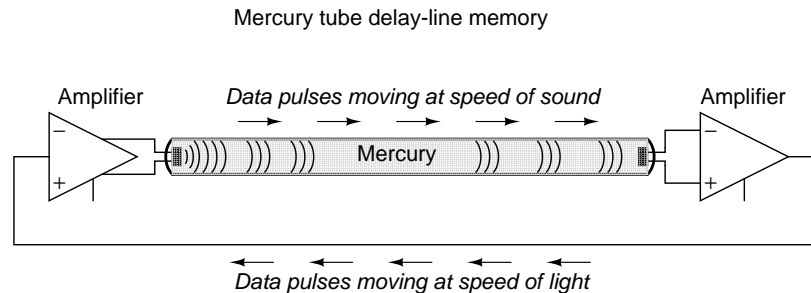 Mercury tube delay-line memory
Amplifier
Data pulses moving at speed of sound
Amplifier
Mercury
−
+
−
+
Data pulses moving at speed of light